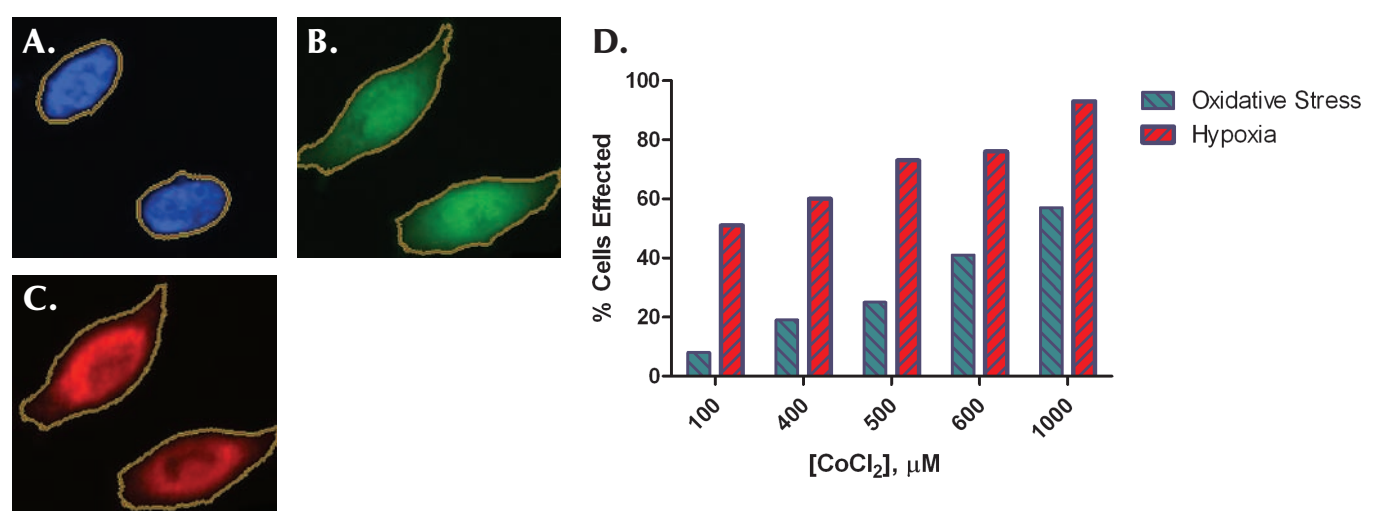 A.
B.
C.
D.
100
80
60
40
20
0
% Cells Effected
100
400
500
600
1000
[CoCl₂], μM
Oxidative Stress
Hypoxia